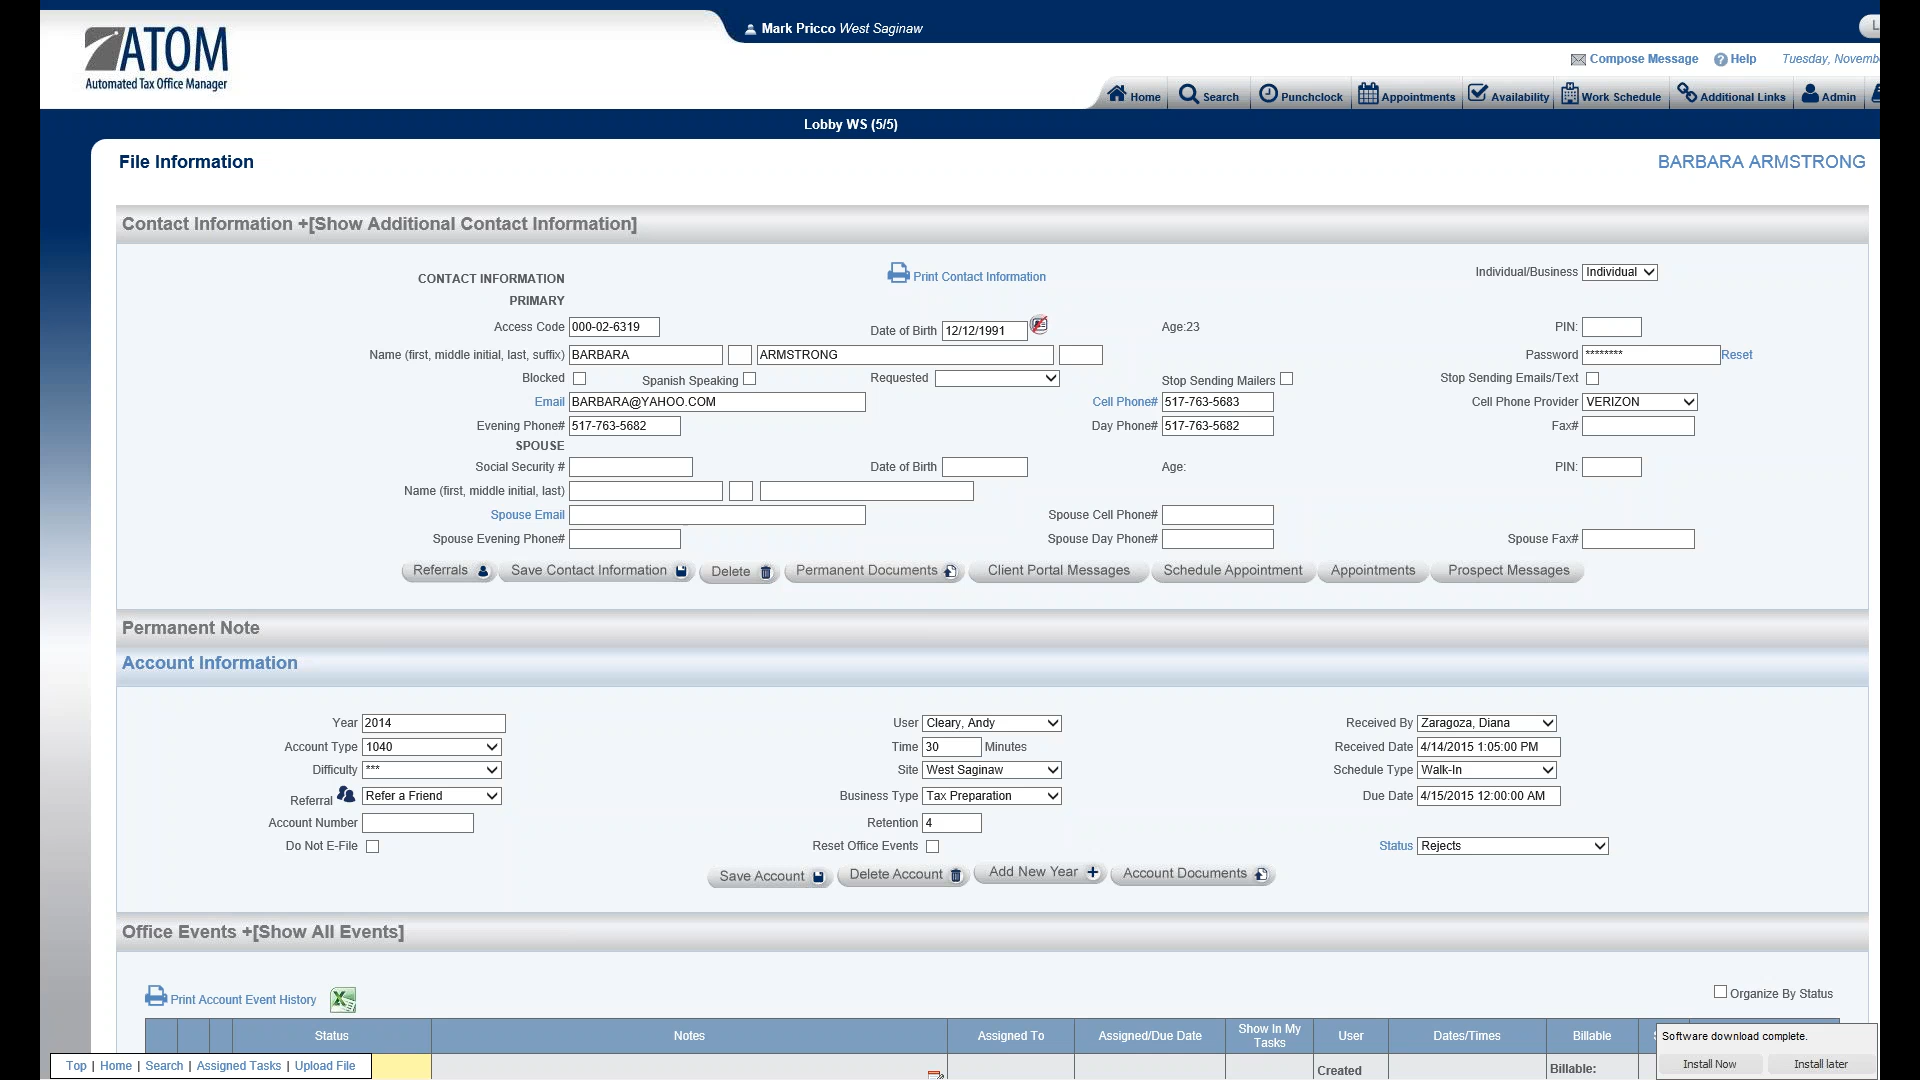 Mark Pricco West Saginaw
ATOM
Automated Tax Office Manager
Compose Message Help Tuesday, Novemb
Home Search Punchclock Appointments Availability Work Schedule Additional Links Admin
Lobby WS (5/5)
File Information BARBARA ARMSTRONG
Contact Information +[Show Additional Contact Information]
CONTACT INFORMATION Print Contact Information Individual/Business Individual
PRIMARY
Access Code 000-02-6319 Date of Birth 12/12/1991 Age:23 PIN:
Name (first, middle initial, last, suffix) BARBARA ARMSTRONG Password ******** Reset
Blocked Spanish Speaking Requested Stop Sending Mailers Stop Sending Emails/Text
Email BARBARA@YAHOO.COM Cell Phone# 517-763-5683 Cell Phone Provider VERIZON
Evening Phone# 517-763-5682 Day Phone# 517-763-5682 Fax#
SPOUSE
Social Security # Date of Birth Age: PIN:
Name (first, middle initial, last)
Spouse Email Spouse Cell Phone#
Spouse Evening Phone# Spouse Day Phone# Spouse Fax#
Referrals Save Contact Information Delete Permanent Documents Client Portal Messages Schedule Appointment Appointments Prospect Messages
Permanent Note
Account Information
Year 2014 User Cleary, Andy Received By Zaragoza, Diana
Account Type 1040 Time 30 Minutes Received Date 4/14/2015 1:05:00 PM
Difficulty *** Site West Saginaw Schedule Type Walk-In
Referral Refer a Friend Business Type Tax Preparation Due Date 4/15/2015 12:00:00 AM
Account Number Retention 4
Do Not E-File Reset Office Events Status Rejects
Save Account Delete Account Add New Year Account Documents
Office Events +[Show All Events]
Print Account Event History Organize By Status
Status Notes Assigned To Assigned/Due Date Show In My Tasks User Dates/Times Billable
Software download complete.
Install Now Install later
Top | Home | Search | Assigned Tasks | Upload File
Created Billable: